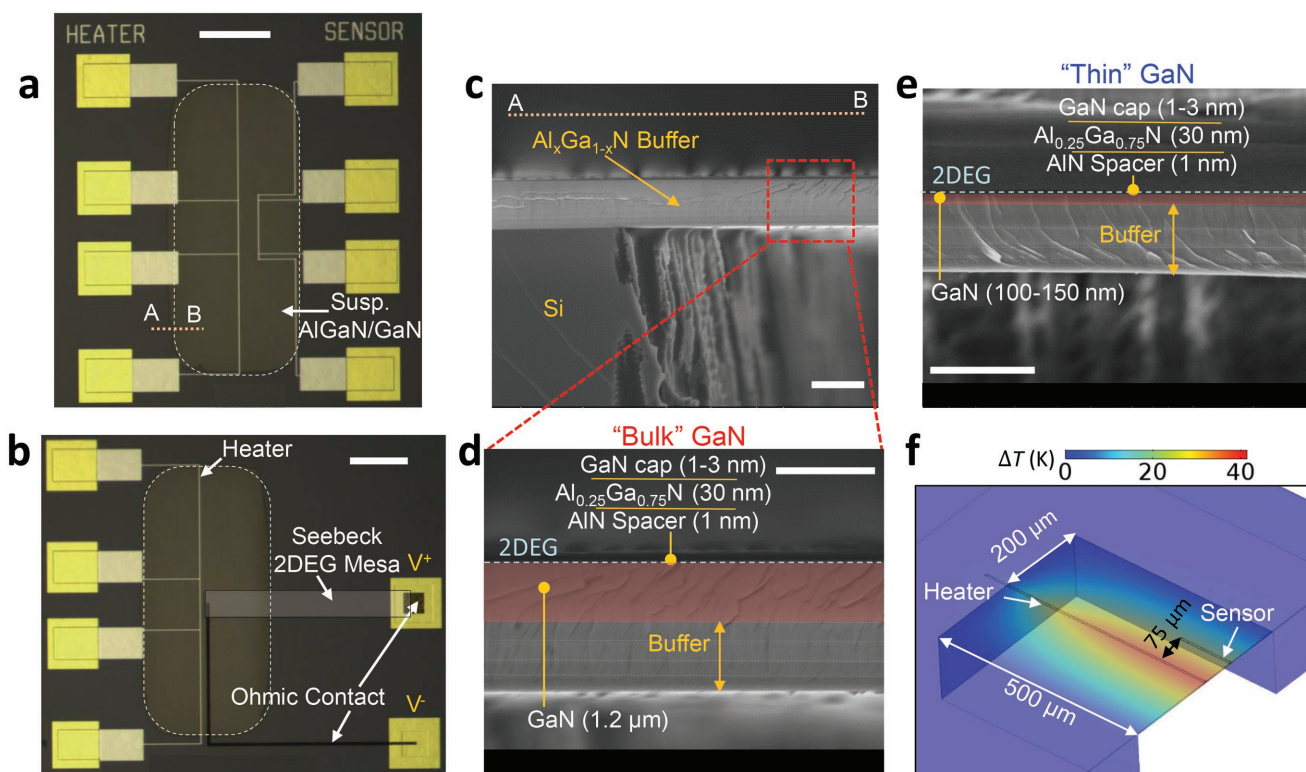 a
HEATER
SENSOR
A
B
Susp.
AlGaN/GaN
b
Heater
Seebeck
2DEG Mesa
V⁺
Ohmic Contact
V⁻
c
A
B
AlₓGa₁₋ₓN Buffer
Si
"Bulk" GaN
d
GaN cap (1-3 nm)
Al₀.₂₅Ga₀.₇₅N (30 nm)
AlN Spacer (1 nm)
2DEG
Buffer
GaN (1.2 µm)
"Thin" GaN
e
GaN cap (1-3 nm)
Al₀.₂₅Ga₀.₇₅N (30 nm)
AlN Spacer (1 nm)
2DEG
Buffer
GaN (100-150 nm)
f
ΔT (K) 0 20 40
200 µm
Heater
Sensor
75 µm
500 µm